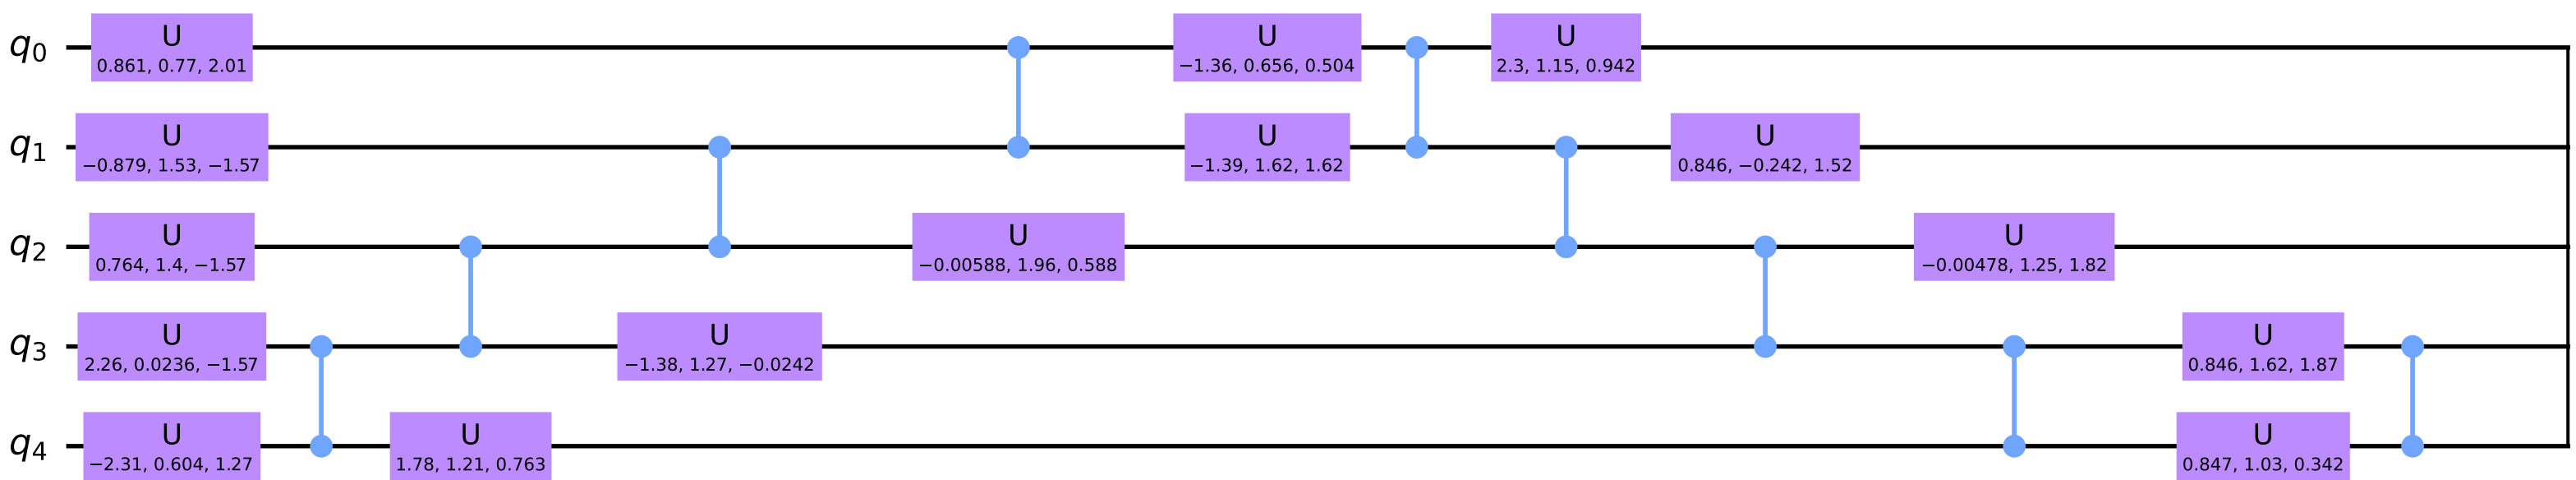 q0 U U U
0.861, 0.77, 2.01 −1.36, 0.656, 0.504 2.3, 1.15, 0.942
q1 U U U
−0.879, 1.53, −1.57 −1.39, 1.62, 1.62 0.846, −0.242, 1.52
q2 U U U
0.764, 1.4, −1.57 −0.00588, 1.96, 0.588 −0.00478, 1.25, 1.82
q3 U U U
2.26, 0.0236, −1.57 −1.38, 1.27, −0.0242 0.846, 1.62, 1.87
q4 U U U
−2.31, 0.604, 1.27 1.78, 1.21, 0.763 0.847, 1.03, 0.342